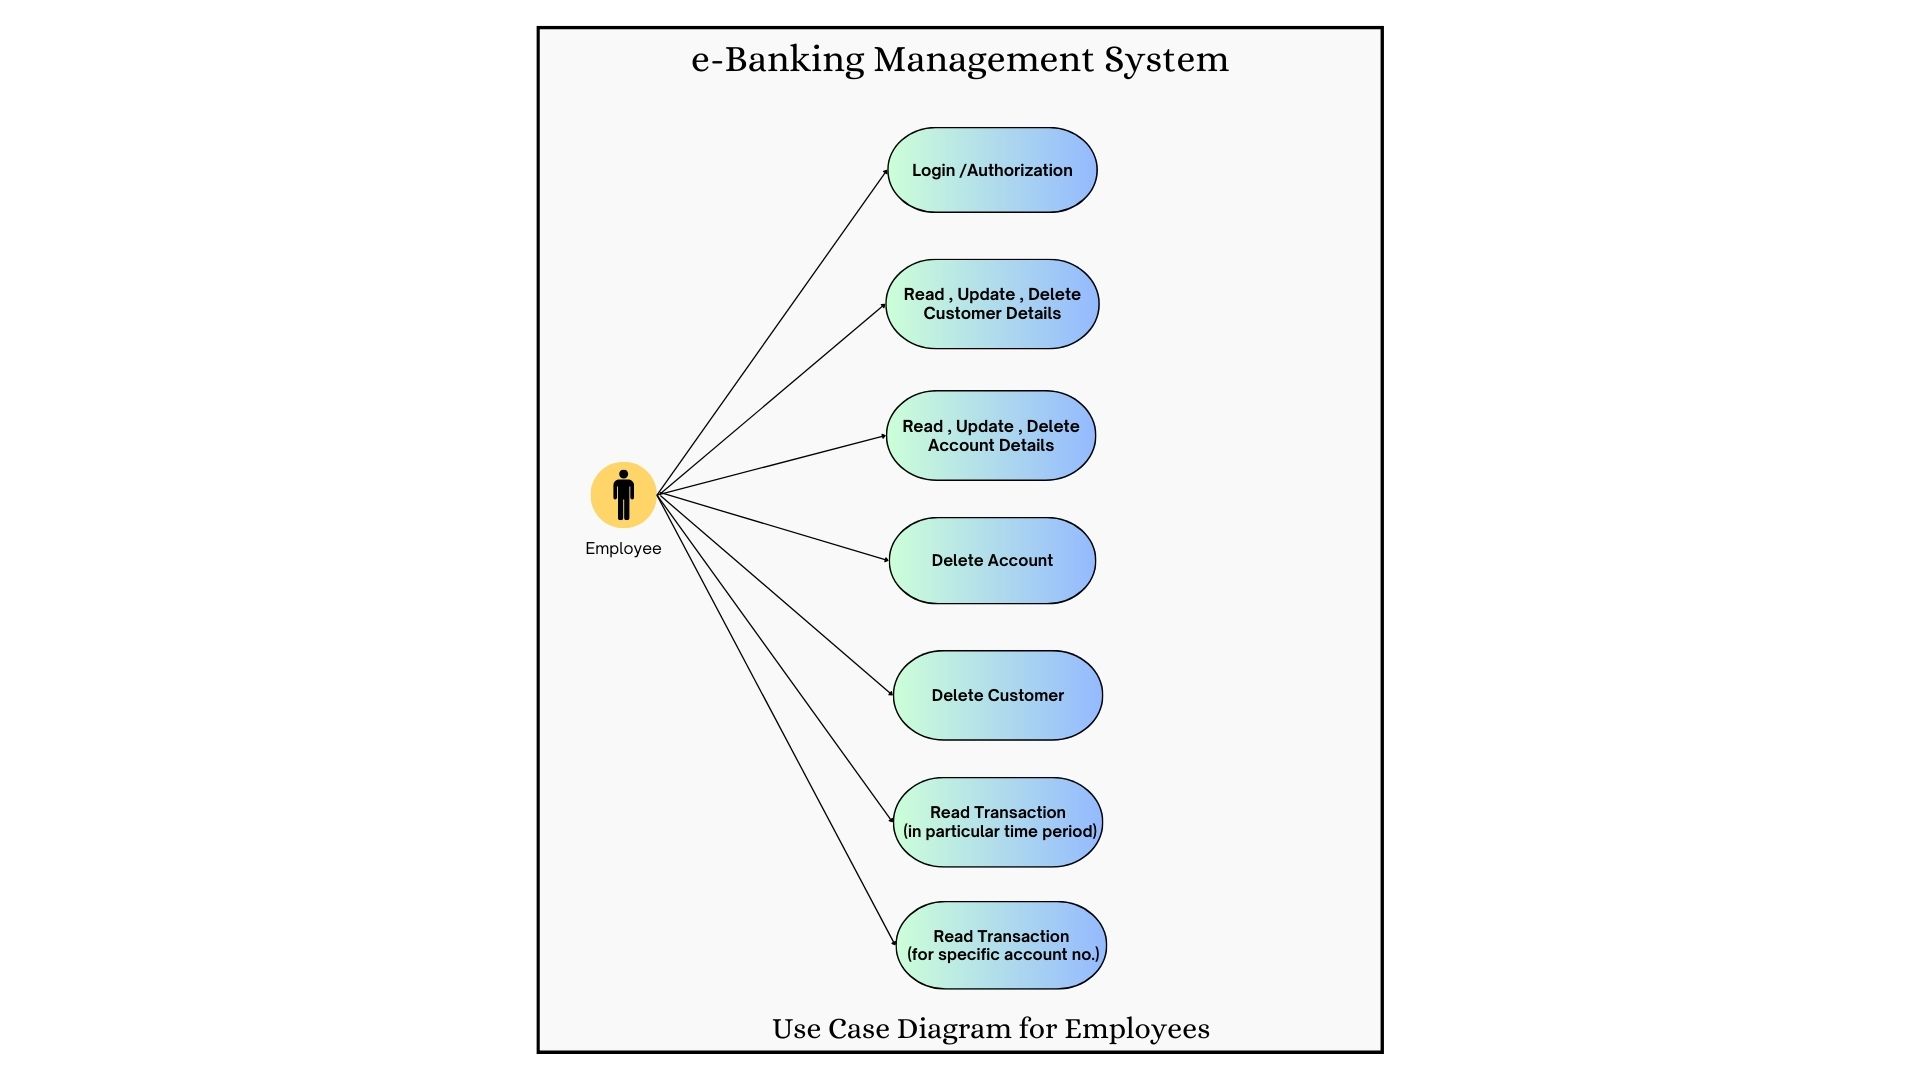 e-Banking Management System
Login /Authorization
Read , Update , Delete
Customer Details
Read , Update , Delete
Account Details
Employee
Delete Account
Delete Customer
Read Transaction
(in particular time period)
Read Transaction
(for specific account no.)
Use Case Diagram for Employees